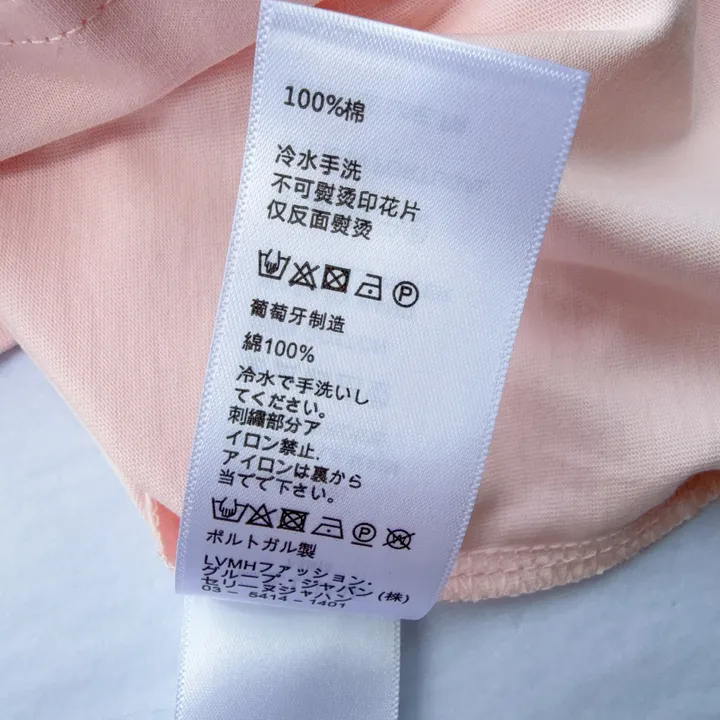 100%棉
冷水手洗
不可熨烫印花片
仅反面熨烫
P
葡萄牙制造
綿100%
冷水で手洗いし
てください。
刺繍部分ア
イロン禁止.
アイロンは裏から
当てて下さい。
P
ポルトガル製
LVMHファッション.
グループ・ジャパン(株)
セリーヌジャパン
03 - 5414-1401